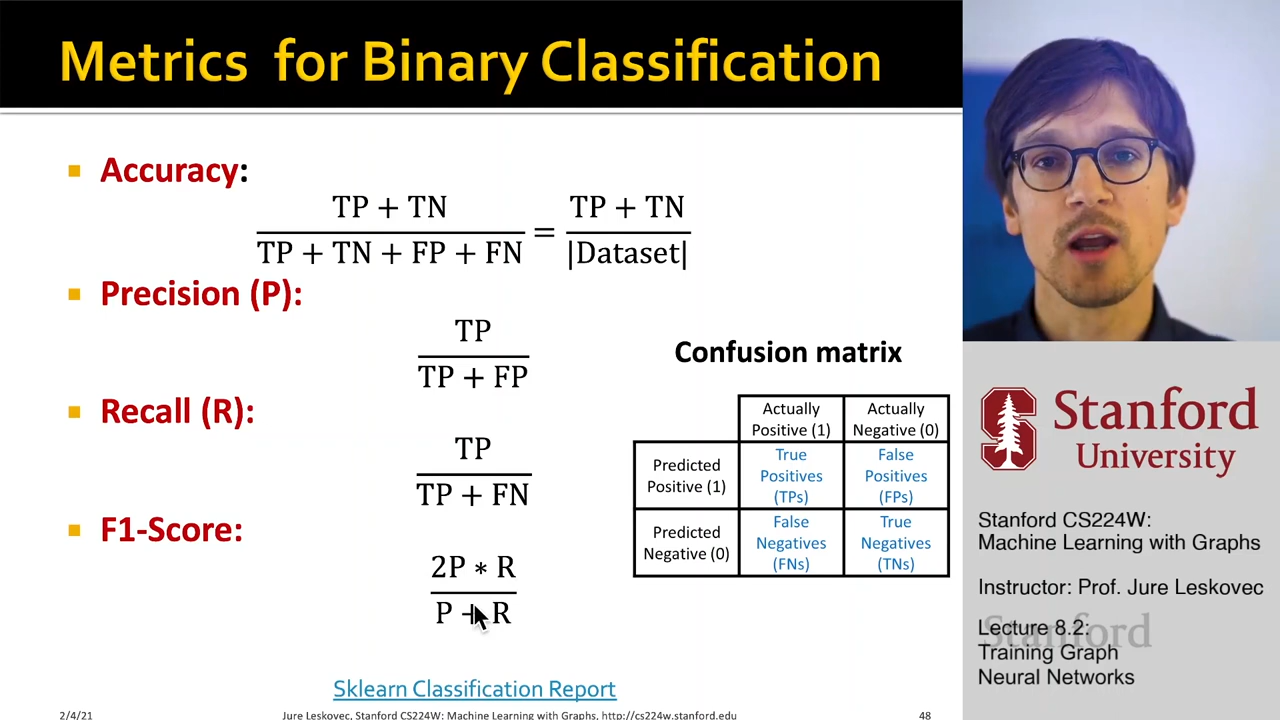 Metrics for Binary Classification
Accuracy:
TP + TN
TP + TN + FP + FN
=
TP + TN
|Dataset|
Precision (P):
TP
TP + FP
Recall (R):
TP
TP + FN
F1-Score:
2P ∗ R
P + R
Confusion matrix
Actually Positive (1)
Actually Negative (0)
Predicted Positive (1)
True Positives (TPs)
False Positives (FPs)
Predicted Negative (0)
False Negatives (FNs)
True Negatives (TNs)
Sklearn Classification Report
2/4/21
Jure Leskovec, Stanford CS224W: Machine Learning with Graphs, http://cs224w.stanford.edu
48
Stanford
University
Stanford CS224W:
Machine Learning with Graphs
Instructor: Prof. Jure Leskovec
Lecture 8.2:
Stanford
Training Graph
Neural Networks